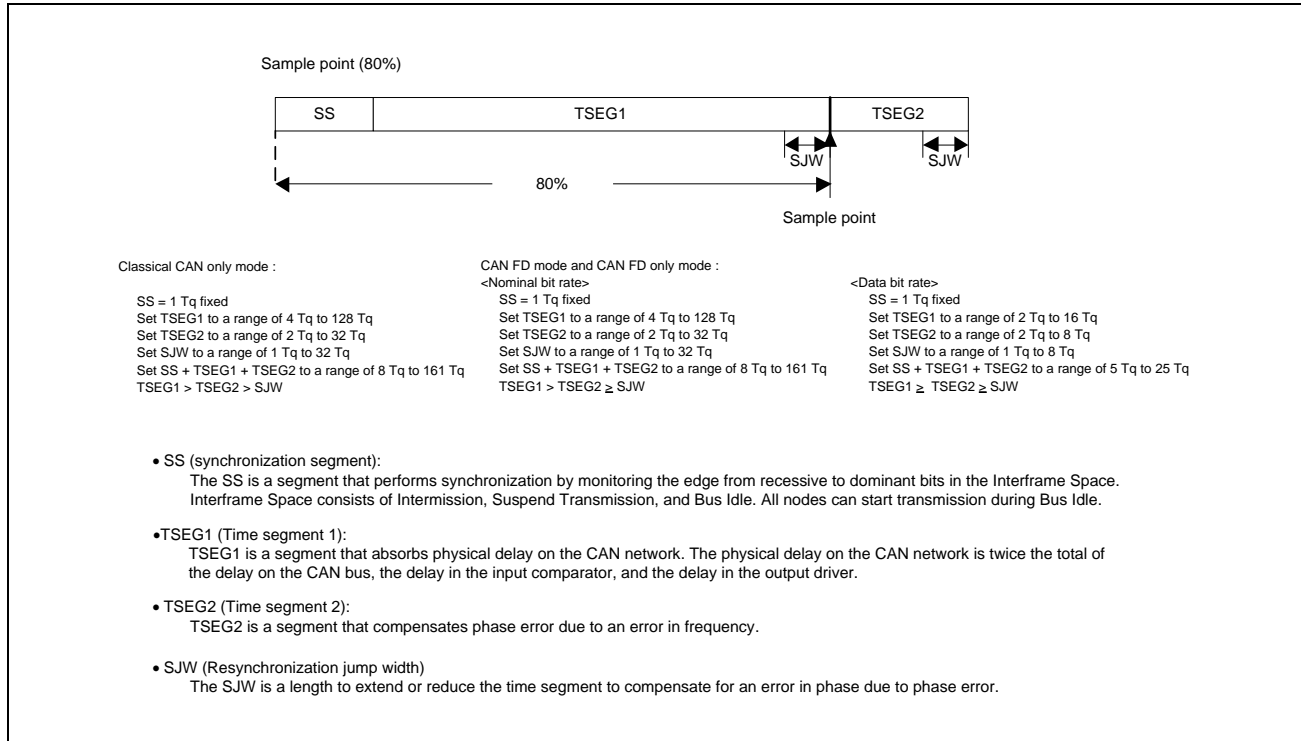 Sample point (80%)
SS
TSEG1
TSEG2
SJW
SJW
80%
Sample point
Classical CAN only mode :
SS = 1 Tq fixed
Set TSEG1 to a range of 4 Tq to 128 Tq
Set TSEG2 to a range of 2 Tq to 32 Tq
Set SJW to a range of 1 Tq to 32 Tq
Set SS + TSEG1 + TSEG2 to a range of 8 Tq to 161 Tq
TSEG1 > TSEG2 > SJW
CAN FD mode and CAN FD only mode :
<Nominal bit rate>
SS = 1 Tq fixed
Set TSEG1 to a range of 4 Tq to 128 Tq
Set TSEG2 to a range of 2 Tq to 32 Tq
Set SJW to a range of 1 Tq to 32 Tq
Set SS + TSEG1 + TSEG2 to a range of 8 Tq to 161 Tq
TSEG1 > TSEG2 ≥ SJW
<Data bit rate>
SS = 1 Tq fixed
Set TSEG1 to a range of 2 Tq to 16 Tq
Set TSEG2 to a range of 2 Tq to 8 Tq
Set SJW to a range of 1 Tq to 8 Tq
Set SS + TSEG1 + TSEG2 to a range of 5 Tq to 25 Tq
TSEG1 ≥ TSEG2 ≥ SJW
• SS (synchronization segment):
The SS is a segment that performs synchronization by monitoring the edge from recessive to dominant bits in the Interframe Space.
Interframe Space consists of Intermission, Suspend Transmission, and Bus Idle. All nodes can start transmission during Bus Idle.
•TSEG1 (Time segment 1):
TSEG1 is a segment that absorbs physical delay on the CAN network. The physical delay on the CAN network is twice the total of
the delay on the CAN bus, the delay in the input comparator, and the delay in the output driver.
• TSEG2 (Time segment 2):
TSEG2 is a segment that compensates phase error due to an error in frequency.
• SJW (Resynchronization jump width)
The SJW is a length to extend or reduce the time segment to compensate for an error in phase due to phase error.